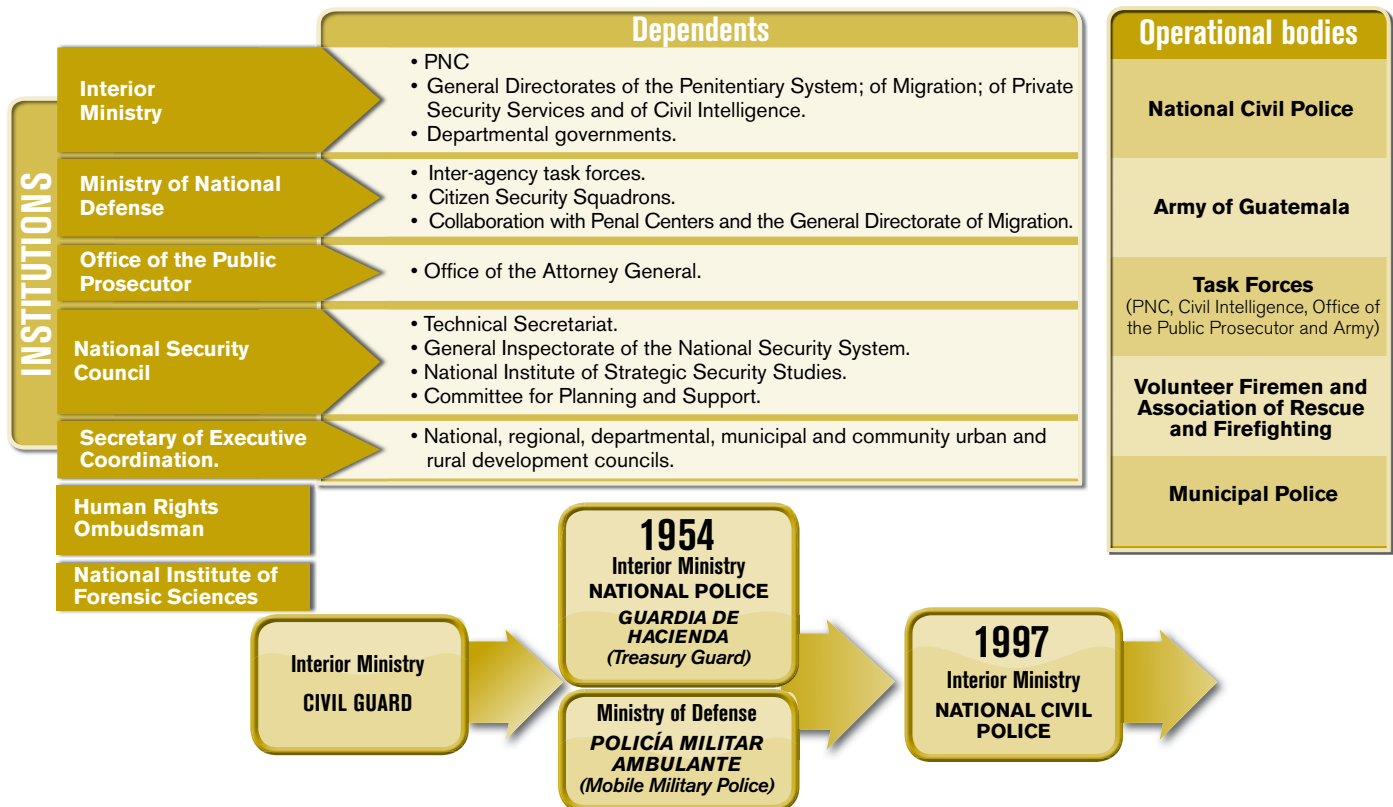 INSTITUTIONS
Dependents
Interior
Ministry
• PNC
• General Directorates of the Penitentiary System; of Migration; of Private
Security Services and of Civil Intelligence.
• Departmental governments.
Ministry of National
Defense
• Inter-agency task forces.
• Citizen Security Squadrons.
• Collaboration with Penal Centers and the General Directorate of Migration.
Office of the Public
Prosecutor
• Office of the Attorney General.
National Security
Council
• Technical Secretariat.
• General Inspectorate of the National Security System.
• National Institute of Strategic Security Studies.
• Committee for Planning and Support.
Secretary of Executive
Coordination.
• National, regional, departmental, municipal and community urban and
rural development councils.
Human Rights
Ombudsman
National Institute of
Forensic Sciences
Operational bodies
National Civil Police
Army of Guatemala
Task Forces
(PNC, Civil Intelligence, Office of
the Public Prosecutor and Army)
Volunteer Firemen and
Association of Rescue
and Firefighting
Municipal Police
Interior Ministry
CIVIL GUARD
1954
Interior Ministry
NATIONAL POLICE
GUARDIA DE
HACIENDA
(Treasury Guard)
Ministry of Defense
POLICÍA MILITAR
AMBULANTE
(Mobile Military Police)
1997
Interior Ministry
NATIONAL CIVIL
POLICE